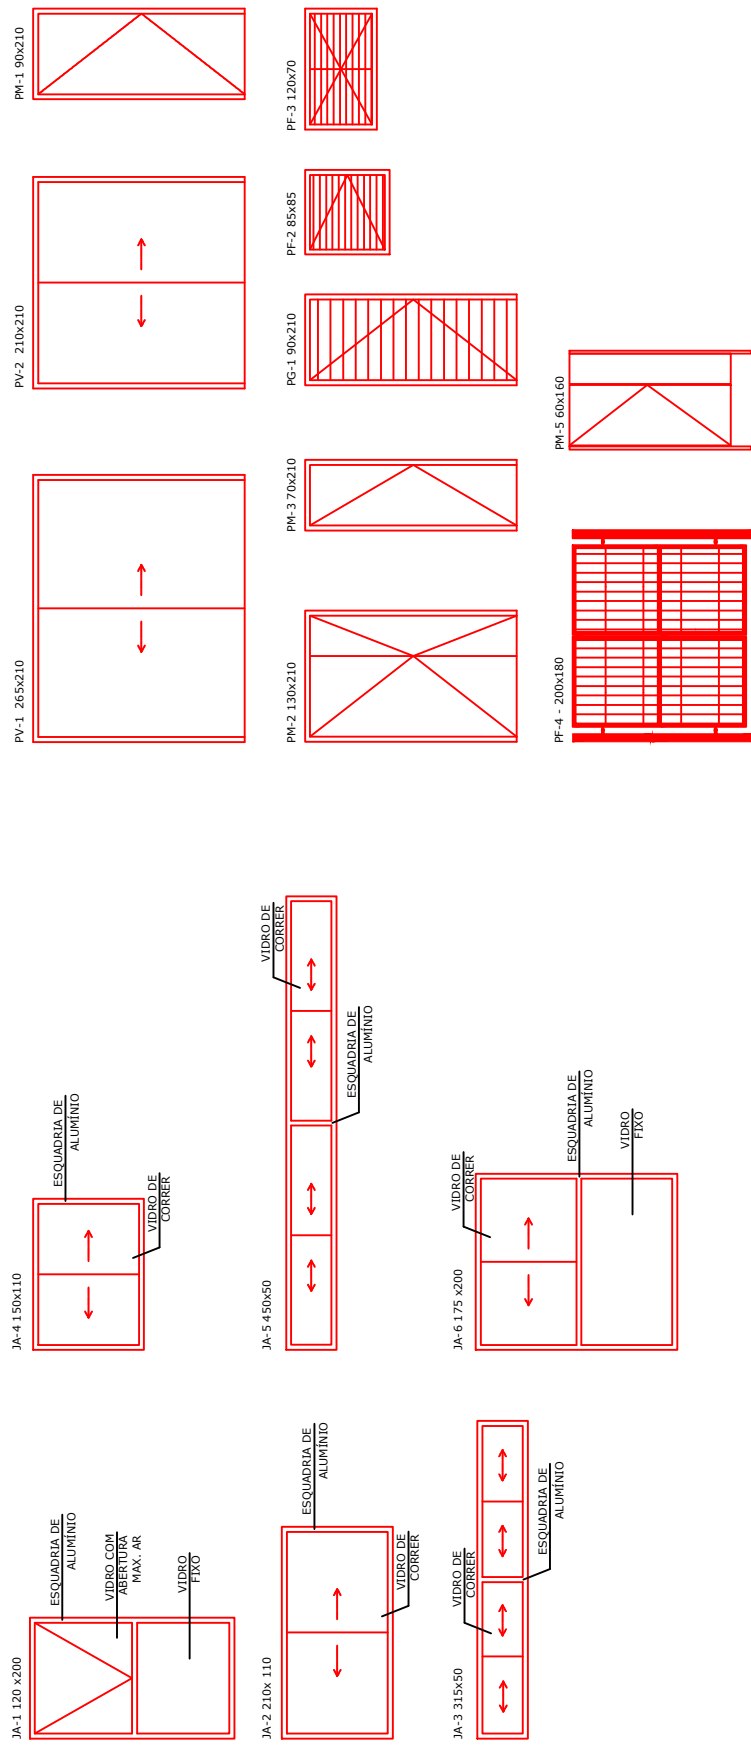 JA-1 120 x200
ESQUADRIA DE
ALUMÍNIO
VIDRO COM
ABERTURA
MAX. AR
VIDRO
FIXO
JA-4 150x110
ESQUADRIA DE
ALUMÍNIO
VIDRO DE
CORRER
PV-1 265x210
PV-2 210x210
PM-1 90x210
JA-2 210x 110
ESQUADRIA DE
ALUMÍNIO
VIDRO DE
CORRER
JA-5 450x50
VIDRO DE
CORRER
ESQUADRIA DE
ALUMÍNIO
PM-2 130x210
PM-3 70x210
PG-1 90x210
PF-2 85x85
PF-3 120x70
JA-3 315x50
VIDRO DE
CORRER
ESQUADRIA DE
ALUMÍNIO
JA-6 175 x200
VIDRO DE
CORRER
ESQUADRIA DE
ALUMÍNIO
VIDRO
FIXO
PF-4 - 200x180
PM-5 60x160